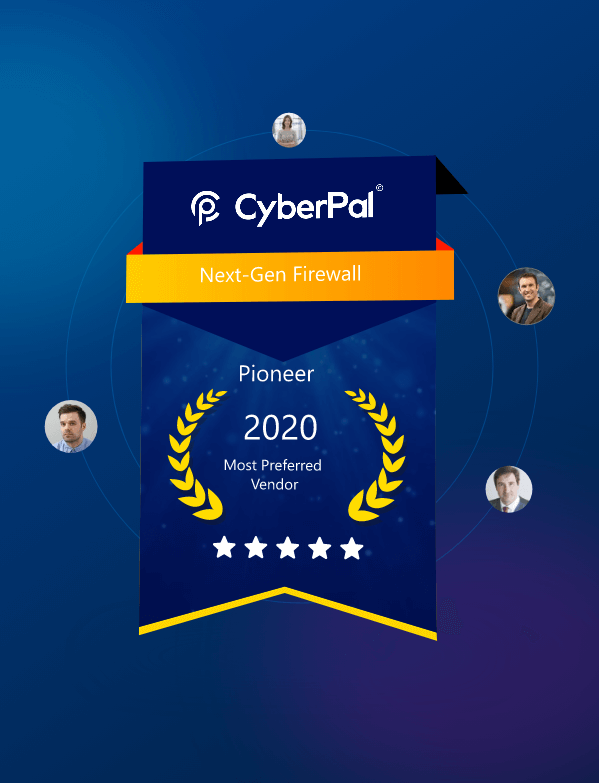 CyberPal©
Next-Gen Firewall
Pioneer
2020
Most Preferred
Vendor